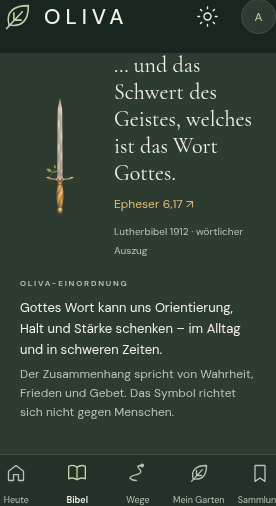 OLIVA
A
... und das
Schwert des
Geistes, welches
ist das Wort
Gottes.
Epheser 6,17 ↗
Lutherbibel 1912 · wörtlicher
Auszug
OLIVA-EINORDNUNG
Gottes Wort kann uns Orientierung,
Halt und Stärke schenken – im Alltag
und in schweren Zeiten.
Der Zusammenhang spricht von Wahrheit,
Frieden und Gebet. Das Symbol richtet
sich nicht gegen Menschen.
Heute
Bibel
Wege
Mein Garten
Sammlun